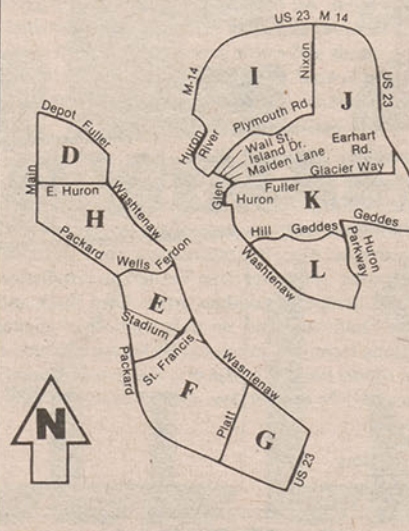 US 23 M 14
M-14
I
Nixon
J
US 23
Plymouth Rd.
Huron
River
Wall St.
Island Dr.
Maiden Lane
Earhart
Rd.
Glacier Way
Depot
Fuller
D
Main
E. Huron
Washtenaw
H
Packard
Wells
Ferdon
Glen
Fuller
Huron
K
Hill
Geddes
Geddes
Huron
Parkway
L
Washtenaw
E
Stadium
Packard
St. Francis
Wasntenaw
F
Platt
G
US 23
N